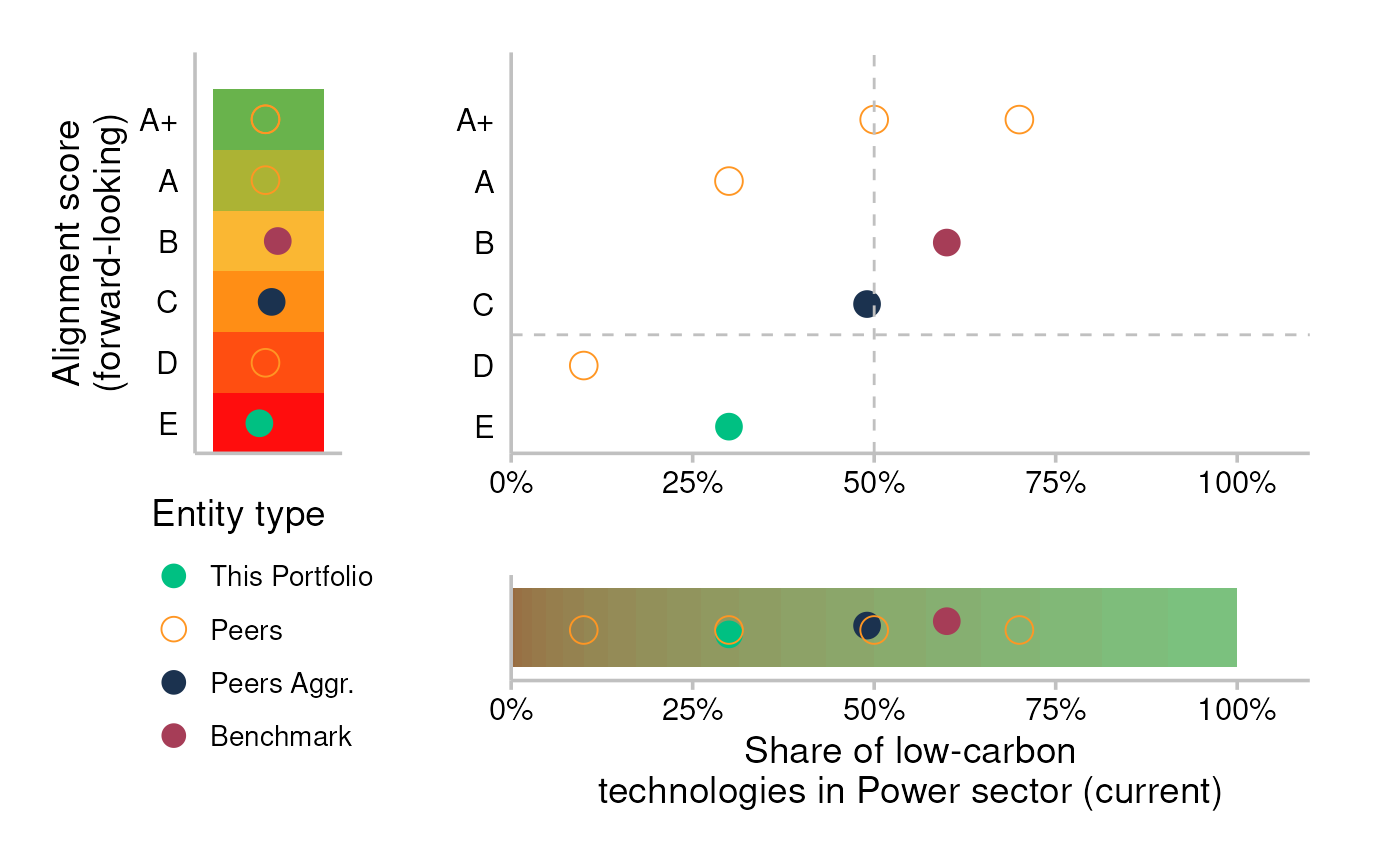 Alignment score
(forward-looking)
A+
A
B
C
D
E
A+
A
B
C
D
E
0% 25% 50% 75% 100%
Entity type
This Portfolio
Peers
Peers Aggr.
Benchmark
0% 25% 50% 75% 100%
Share of low-carbon
technologies in Power sector (current)